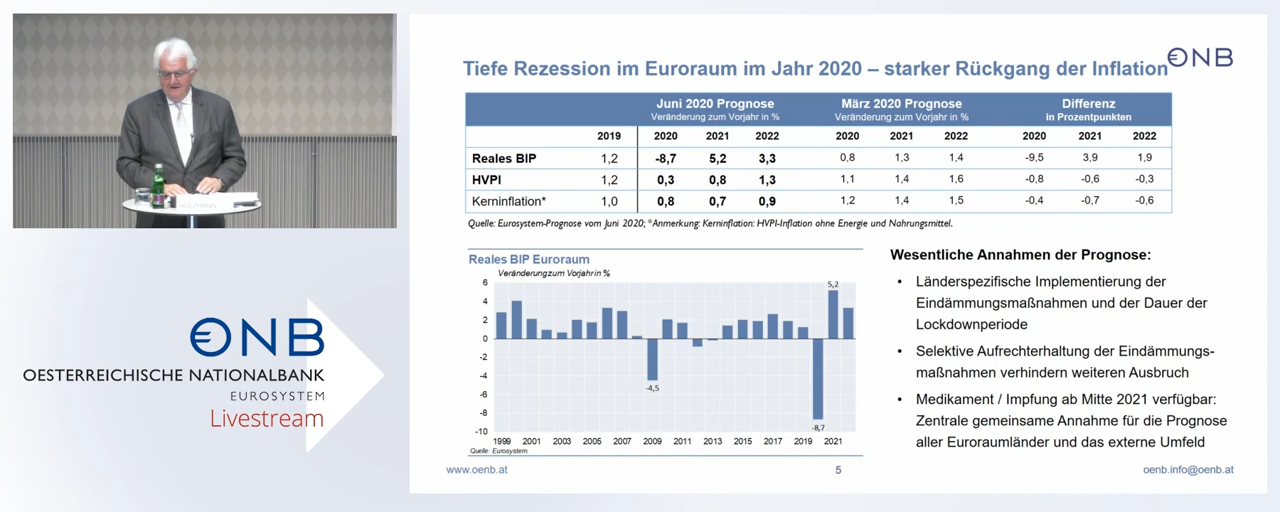 HOLZMANN
€NB
OESTERREICHISCHE NATIONALBANK
EUROSYSTEM
Livestream
€NB
Tiefe Rezession im Euroraum im Jahr 2020 – starker Rückgang der Inflation
Juni 2020 Prognose März 2020 Prognose Differenz
Veränderung zum Vorjahr in % Veränderung zum Vorjahr in % in Prozentpunkten
2019 2020 2021 2022 2020 2021 2022 2020 2021 2022
Reales BIP 1,2 -8,7 5,2 3,3 0,8 1,3 1,4 -9,5 3,9 1,9
HVPI 1,2 0,3 0,8 1,3 1,1 1,4 1,6 -0,8 -0,6 -0,3
Kerninflation* 1,0 0,8 0,7 0,9 1,2 1,4 1,5 -0,4 -0,7 -0,6
Quelle: Eurosystem-Prognose vom Juni 2020; *Anmerkung: Kerninflation: HVPI-Inflation ohne Energie und Nahrungsmittel.
Reales BIP Euroraum
Veränderung zum Vorjahr in %
6
4
2
0
-2
-4
-6
-8
-10
5,2
-4,5
-8,7
1999 2001 2003 2005 2007 2009 2011 2013 2015 2017 2019 2021
Quelle: Eurosystem
Wesentliche Annahmen der Prognose:
• Länderspezifische Implementierung der
Eindämmungsmaßnahmen und der Dauer der
Lockdownperiode
• Selektive Aufrechterhaltung der Eindämmungs-
maßnahmen verhindern weiteren Ausbruch
• Medikament / Impfung ab Mitte 2021 verfügbar:
Zentrale gemeinsame Annahme für die Prognose
aller Euroraumländer und das externe Umfeld
www.oenb.at 5 oenb.info@oenb.at